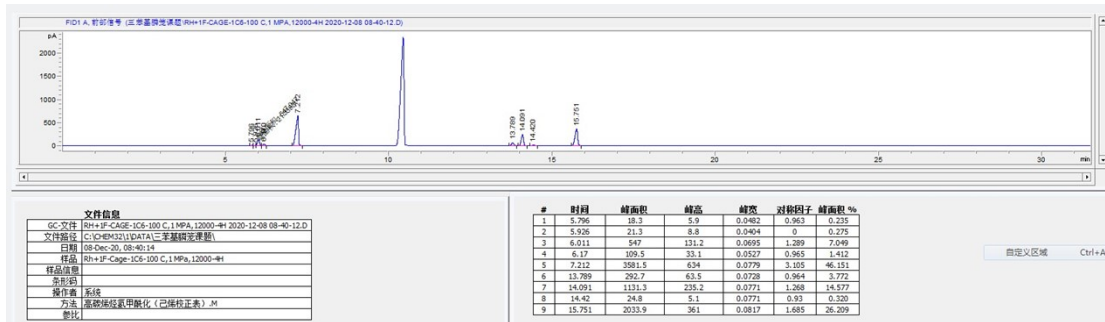 FID1 A, 前部信号 (三苯基膦笼课题\RH+1F-CAGE-1C6-100 C,1 MPA,12000-4H 2020-12-08 08-40-12.D)
pA
2000
1500
1000
500
0
7.212
13.789
14.091
14.420
15.751
5
10
15
20
25
30
min
文件信息
GC-文件 RH+1F-CAGE-1C6-100 C,1 MPA,12000-4H 2020-12-08 08-40-12.D
文件路径 C:\CHEM32\1\DATA\三苯基膦笼课题\
日期 08-Dec-20, 08:40:14
样品 Rh+1F-Cage-1C6-100 C,1 MPA,12000-4H
样品信息
条形码
操作者 系统
方法 高碳烯烃氢甲酰化（己烯校正表）.M
参比
# 时间 峰面积 峰高 峰宽 对称因子 峰面积 %
1 5.796 18.3 5.9 0.0482 0.963 0.235
2 5.926 21.3 8.8 0.0404 0 0.275
3 6.011 547 131.2 0.0695 1.289 7.049
4 6.17 109.5 33.1 0.0527 0.965 1.412
5 7.212 3581.5 634 0.0779 3.105 46.151
6 13.789 292.7 63.5 0.0728 0.964 3.772
7 14.091 1131.3 235.2 0.0771 1.268 14.577
8 14.42 24.8 5.1 0.0771 0.93 0.320
9 15.751 2033.9 361 0.0817 1.685 26.209
自定义区域 Ctrl+A